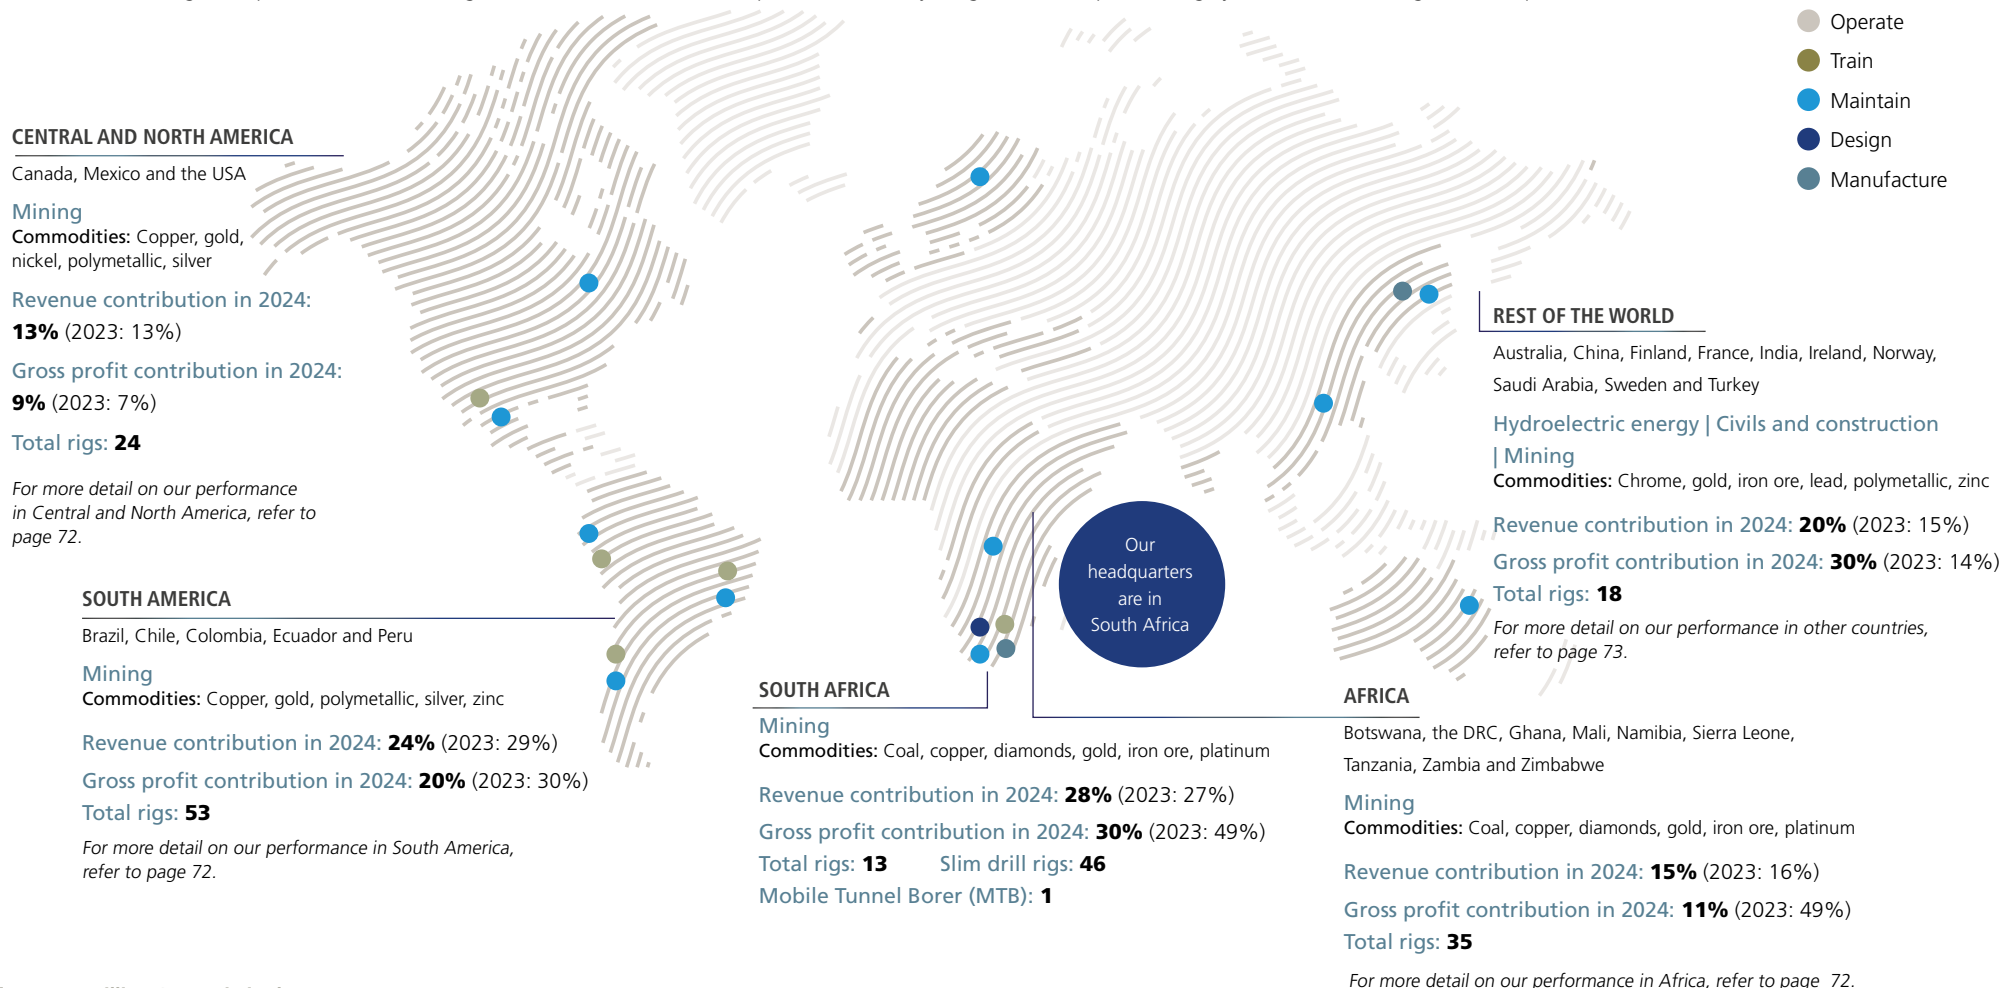 Operate
Train
Maintain
Design
Manufacture
CENTRAL AND NORTH AMERICA
Canada, Mexico and the USA
Mining
Commodities: Copper, gold,
nickel, polymetallic, silver
Revenue contribution in 2024:
13% (2023: 13%)
Gross profit contribution in 2024:
9% (2023: 7%)
Total rigs: 24
For more detail on our performance
in Central and North America, refer to
page 72.
SOUTH AMERICA
Brazil, Chile, Colombia, Ecuador and Peru
Mining
Commodities: Copper, gold, polymetallic, silver, zinc
Revenue contribution in 2024: 24% (2023: 29%)
Gross profit contribution in 2024: 20% (2023: 30%)
Total rigs: 53
For more detail on our performance in South America,
refer to page 72.
Our
headquarters
are in
South Africa
SOUTH AFRICA
Mining
Commodities: Coal, copper, diamonds, gold, iron ore, platinum
Revenue contribution in 2024: 28% (2023: 27%)
Gross profit contribution in 2024: 30% (2023: 49%)
Total rigs: 13 Slim drill rigs: 46
Mobile Tunnel Borer (MTB): 1
REST OF THE WORLD
Australia, China, Finland, France, India, Ireland, Norway,
Saudi Arabia, Sweden and Turkey
Hydroelectric energy | Civils and construction
| Mining
Commodities: Chrome, gold, iron ore, lead, polymetallic, zinc
Revenue contribution in 2024: 20% (2023: 15%)
Gross profit contribution in 2024: 30% (2023: 14%)
Total rigs: 18
For more detail on our performance in other countries,
refer to page 73.
AFRICA
Botswana, the DRC, Ghana, Mali, Namibia, Sierra Leone,
Tanzania, Zambia and Zimbabwe
Mining
Commodities: Coal, copper, diamonds, gold, iron ore, platinum
Revenue contribution in 2024: 15% (2023: 16%)
Gross profit contribution in 2024: 11% (2023: 49%)
Total rigs: 35
For more detail on our performance in Africa, refer to page 72.